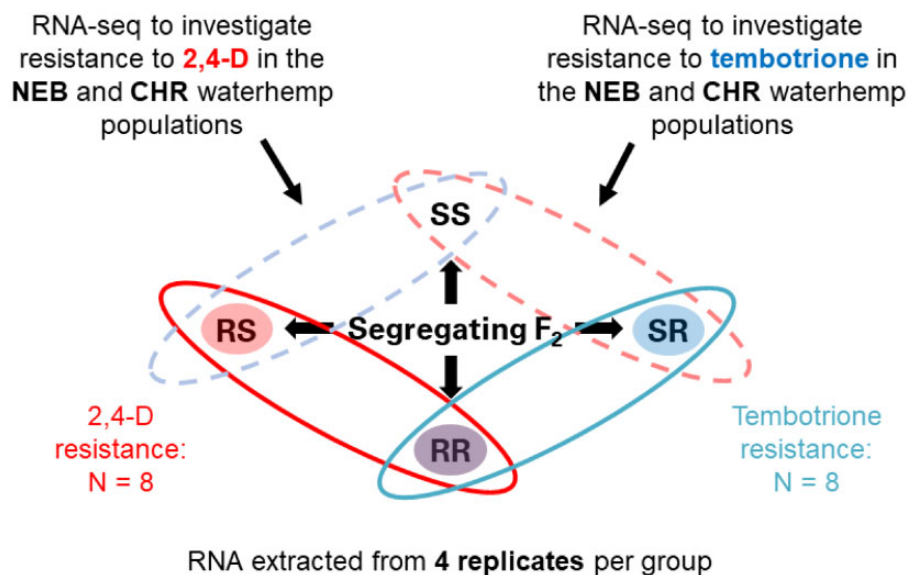 RNA-seq to investigate
resistance to 2,4-D in the
NEB and CHR waterhemp
populations
RNA-seq to investigate
resistance to tembotrione in
the NEB and CHR waterhemp
populations
SS
RS
Segregating F₂
SR
RR
2,4-D
resistance:
N = 8
Tembotrione
resistance:
N = 8
RNA extracted from 4 replicates per group